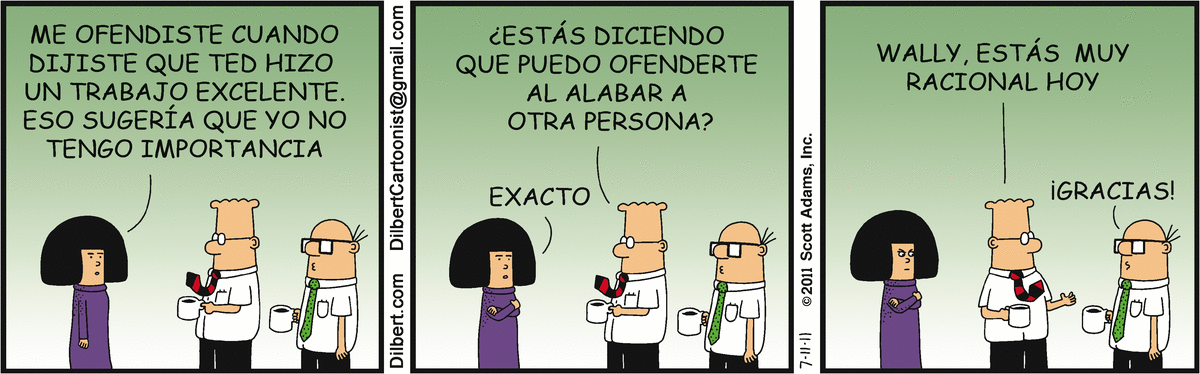 ME OFENDISTE CUANDO
DIJISTE QUE TED HIZO
UN TRABAJO EXCELENTE.
ESO SUGERÍA QUE YO NO
TENGO IMPORTANCIA
Dilbert.com DilbertCartoonist@gmail.com
¿ESTÁS DICIENDO
QUE PUEDO OFENDERTE
AL ALABAR A
OTRA PERSONA?
EXACTO
7-11-11 ©2011 Scott Adams, Inc.
WALLY, ESTÁS MUY
RACIONAL HOY
¡GRACIAS!